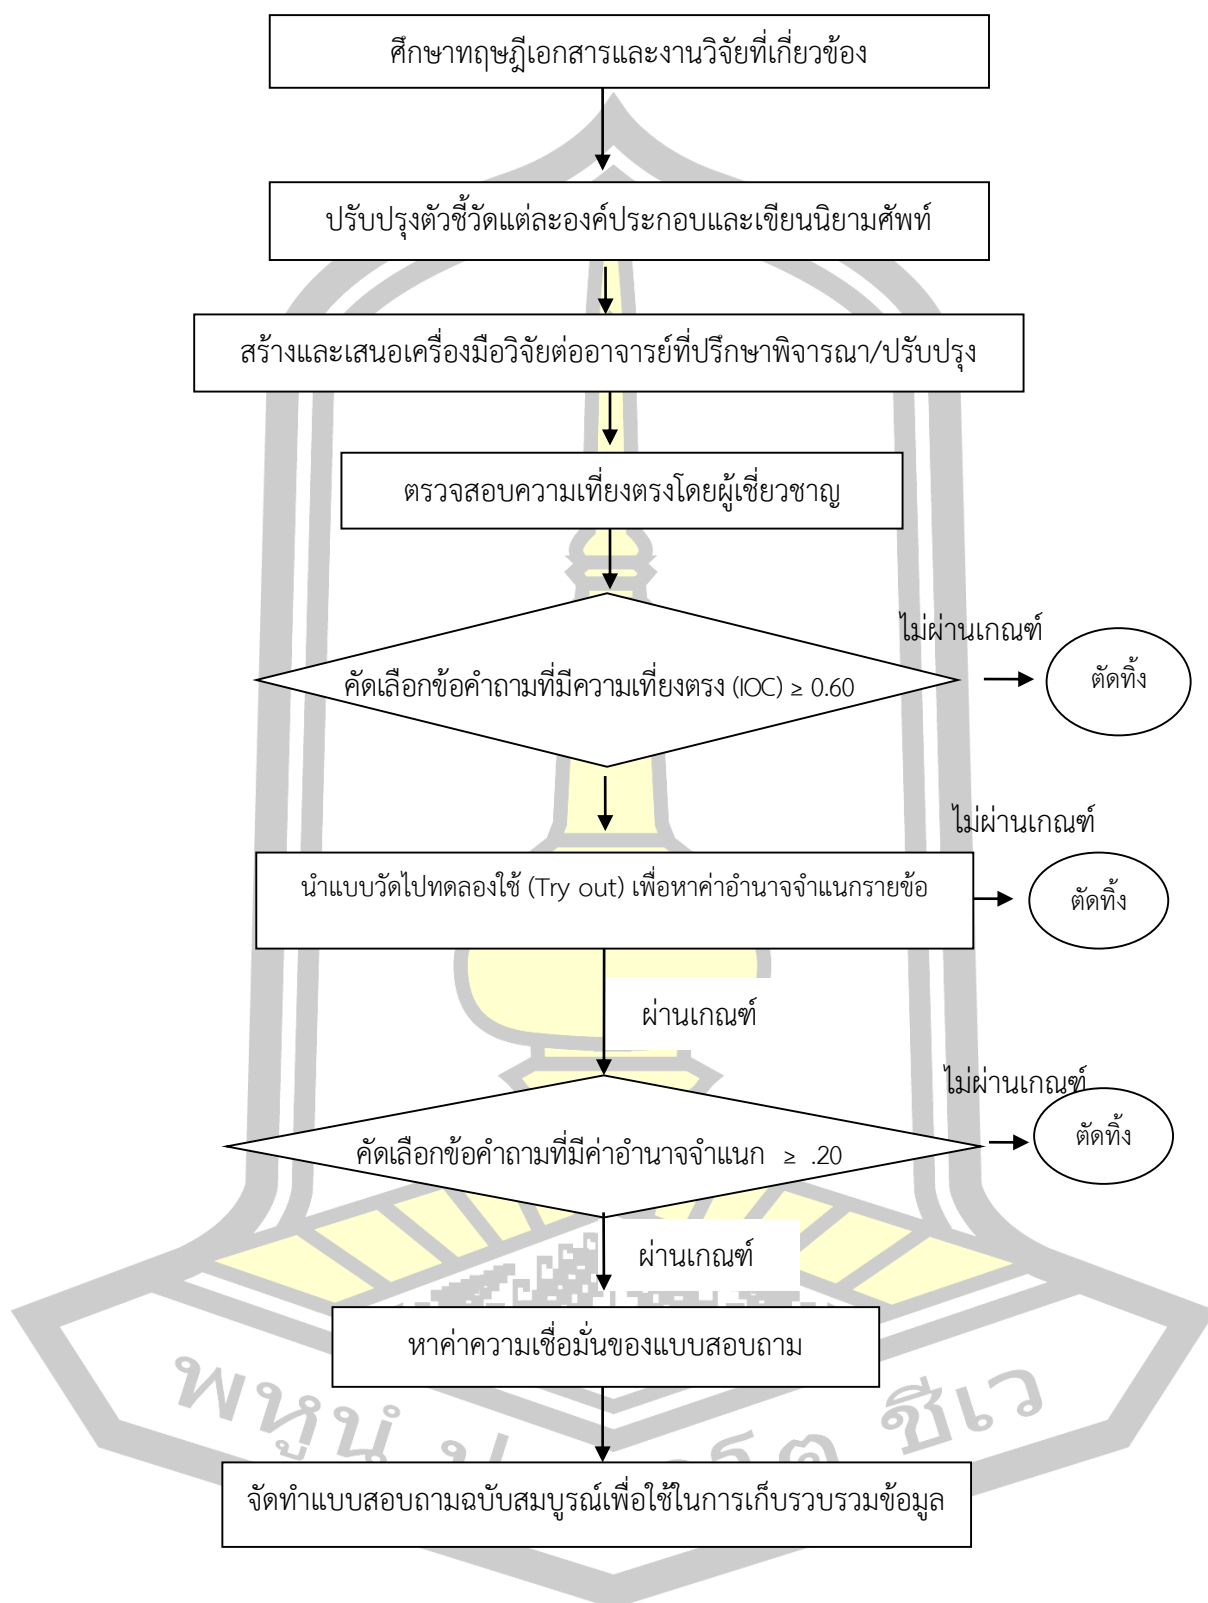 ศึกษาทฤษฎีเอกสารและงานวิจัยที่เกี่ยวข้อง
ปรับปรุงตัวชี้วัดแต่ละองค์ประกอบและเขียนนิยามศัพท์
สร้างและเสนอเครื่องมือวิจัยต่ออาจารย์ที่ปรึกษาพิจารณา/ปรับปรุง
ตรวจสอบความเที่ยงตรงโดยผู้เชี่ยวชาญ
ไม่ผ่านเกณฑ์
คัดเลือกข้อคำถามที่มีความเที่ยงตรง (IOC) ≥ 0.60
ตัดทิ้ง
ไม่ผ่านเกณฑ์
นำแบบวัดไปทดลองใช้ (Try out) เพื่อหาค่าอำนาจจำแนกรายข้อ
ตัดทิ้ง
ผ่านเกณฑ์
ไม่ผ่านเกณฑ์
คัดเลือกข้อคำถามที่มีค่าอำนาจจำแนก ≥ .20
ตัดทิ้ง
ผ่านเกณฑ์
หาค่าความเชื่อมั่นของแบบสอบถาม
พหูนํ ชีเว
จัดทำแบบสอบถามฉบับสมบูรณ์เพื่อใช้ในการเก็บรวบรวมข้อมูล